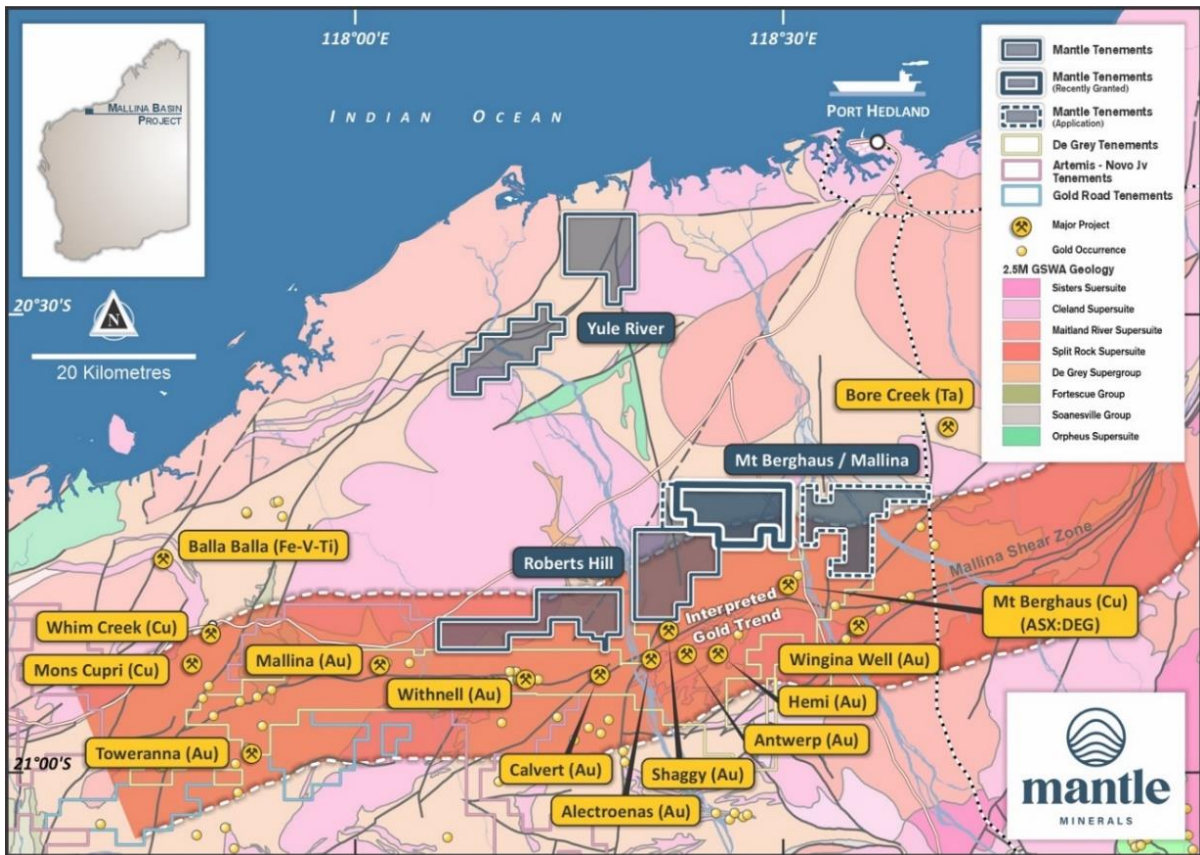 118°00'E
118°30'E
MALLINA BASIN
PROJECT
INDIAN OCEAN
PORT HEDLAND
Mantle Tenements
Mantle Tenements
(Recently Granted)
Mantle Tenements
(Application)
De Grey Tenements
Artemis - Novo Jv
Tenements
Gold Road Tenements
Major Project
Gold Occurrence
2.5M GSWA Geology
Sisters Suersuite
Cleland Supersuite
Maitland River Supersuite
Split Rock Supersuite
De Grey Supergroup
Fortescue Group
Soanesville Group
Orpheus Supersuite
20°30'S
N
20 Kilometres
Yule River
Bore Creek (Ta)
Mt Berghaus / Mallina
Balla Balla (Fe-V-Ti)
Roberts Hill
Mallina Shear Zone
Interpreted
Gold Trend
Mt Berghaus (Cu)
(ASX:DEG)
Whim Creek (Cu)
Mons Cupri (Cu)
Mallina (Au)
Withnell (Au)
Wingina Well (Au)
Hemi (Au)
Antwerp (Au)
Toweranna (Au)
21°00'S
Calvert (Au)
Shaggy (Au)
Alectroenas (Au)
mantle
MINERALS